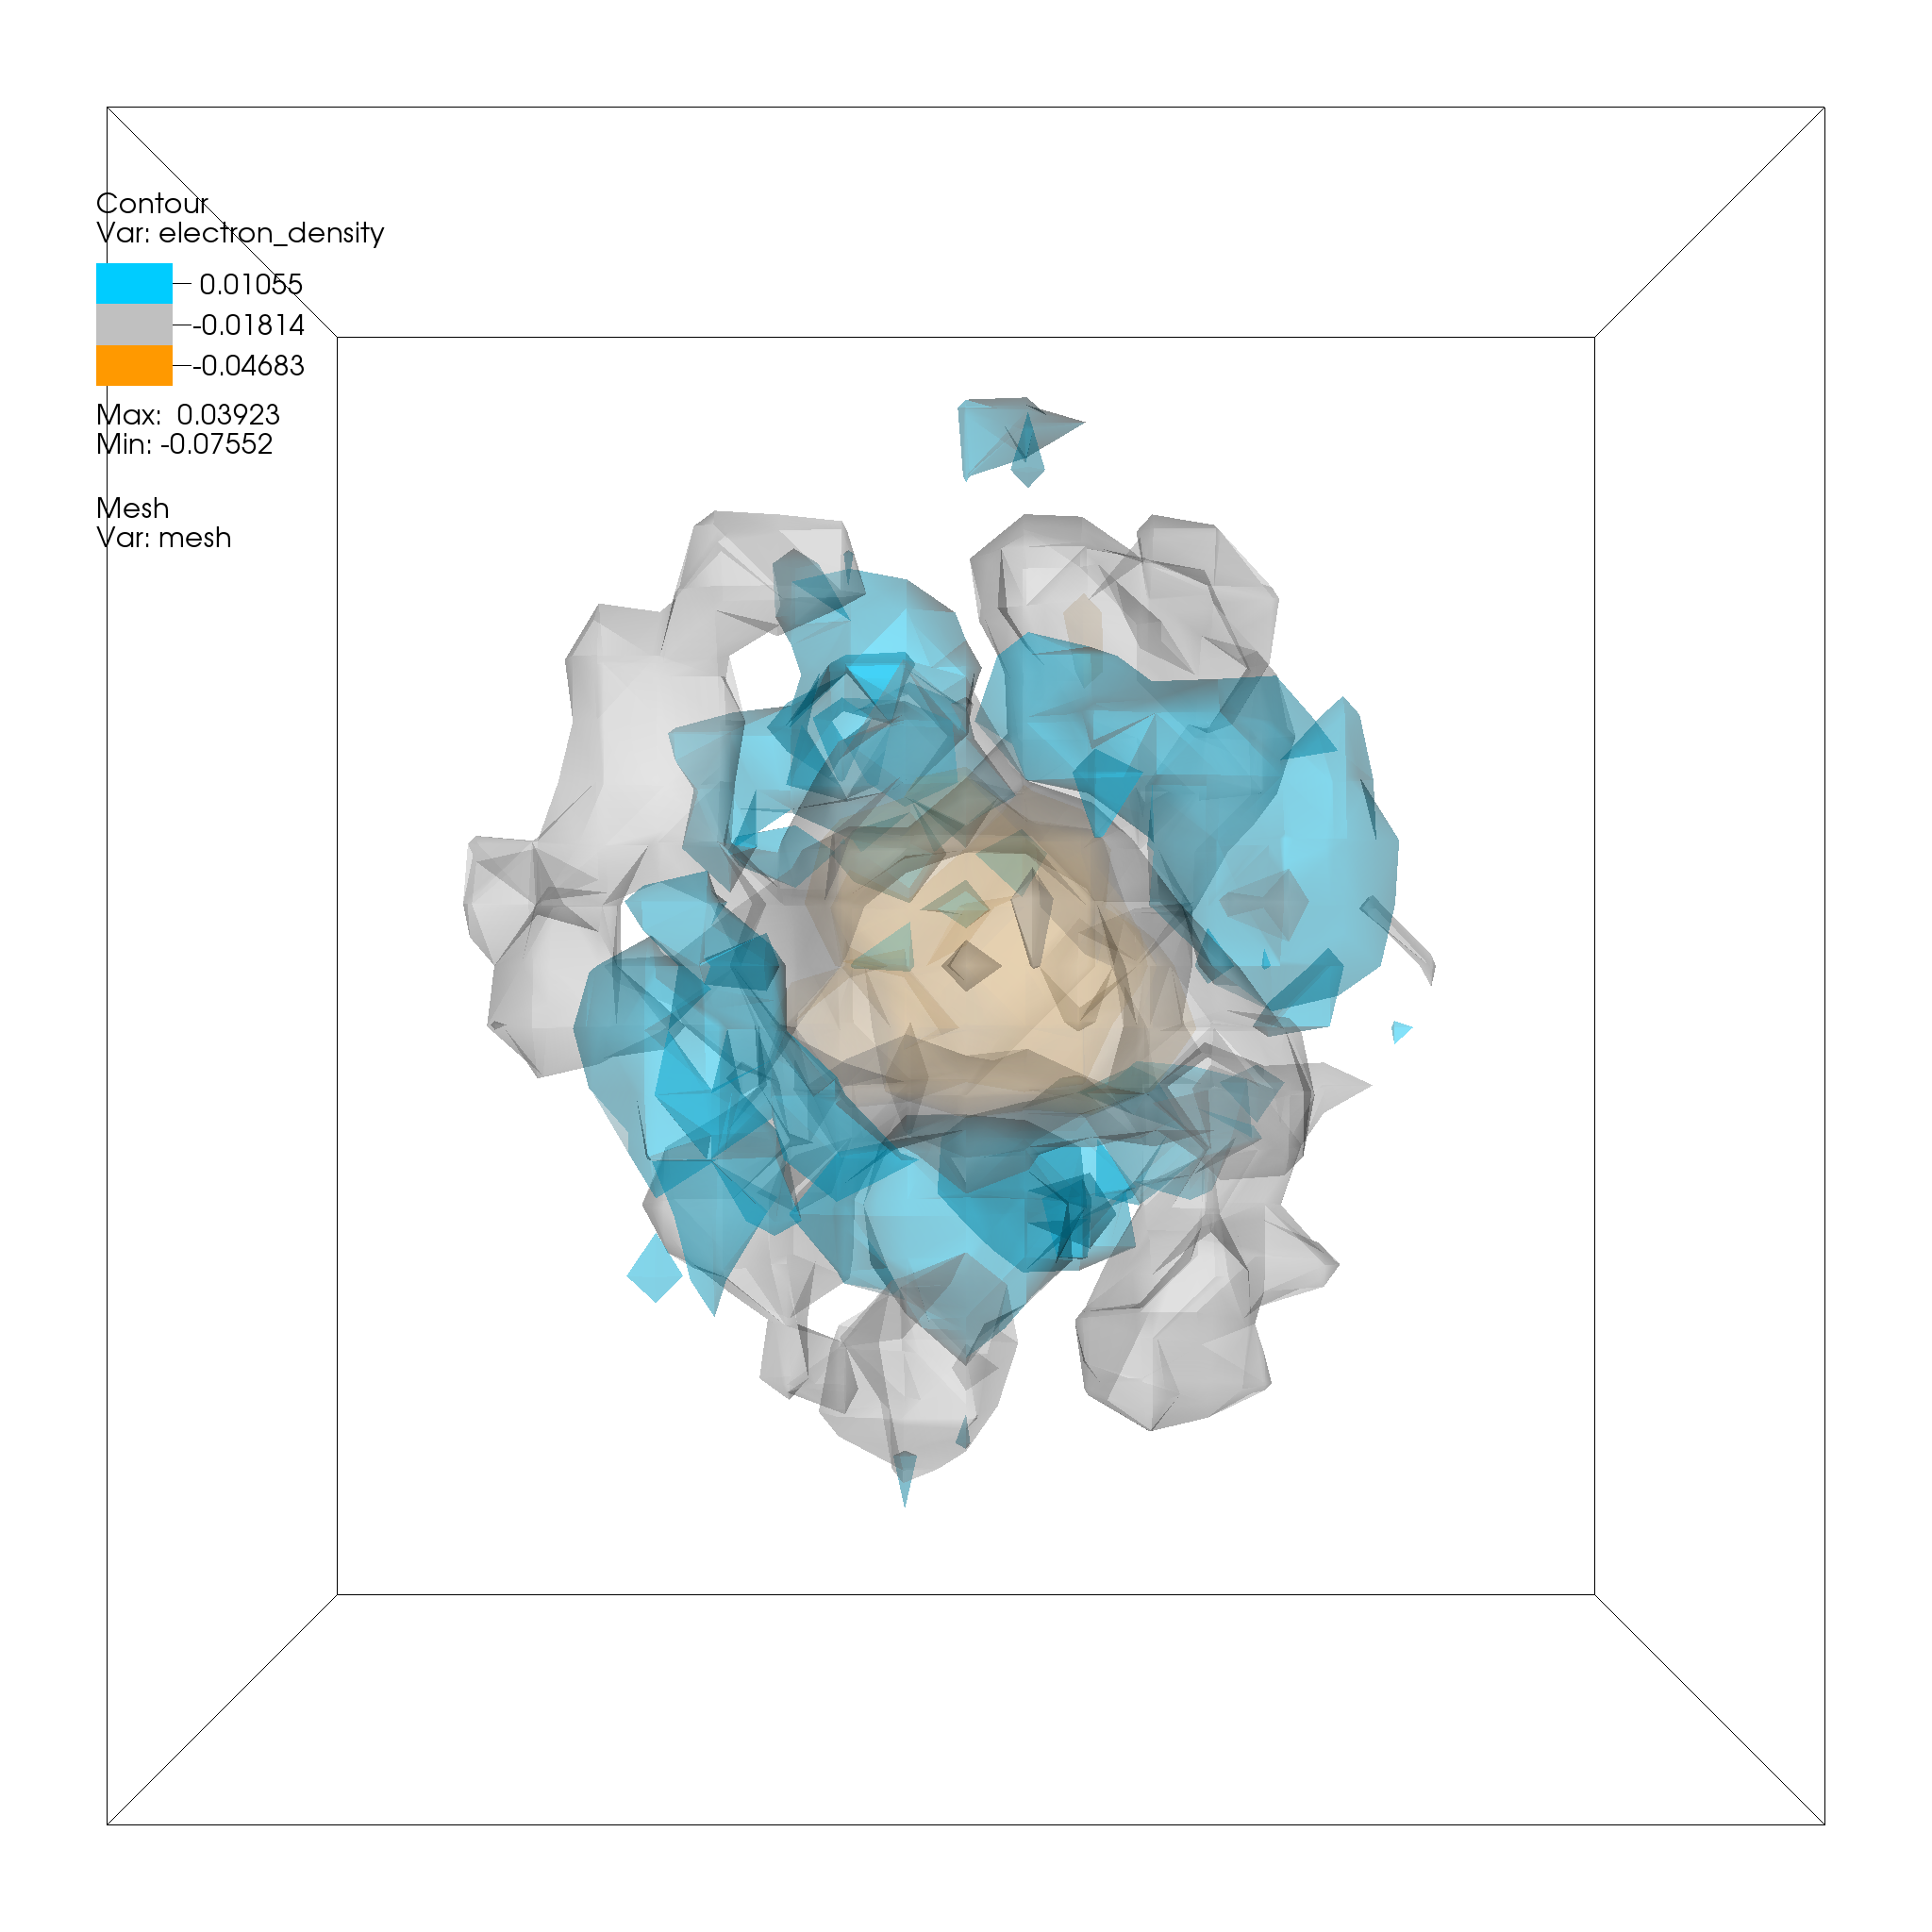 Contour
Var: electron_density
0.01055
-0.01814
-0.04683
Max: 0.03923
Min: -0.07552
Mesh
Var: mesh